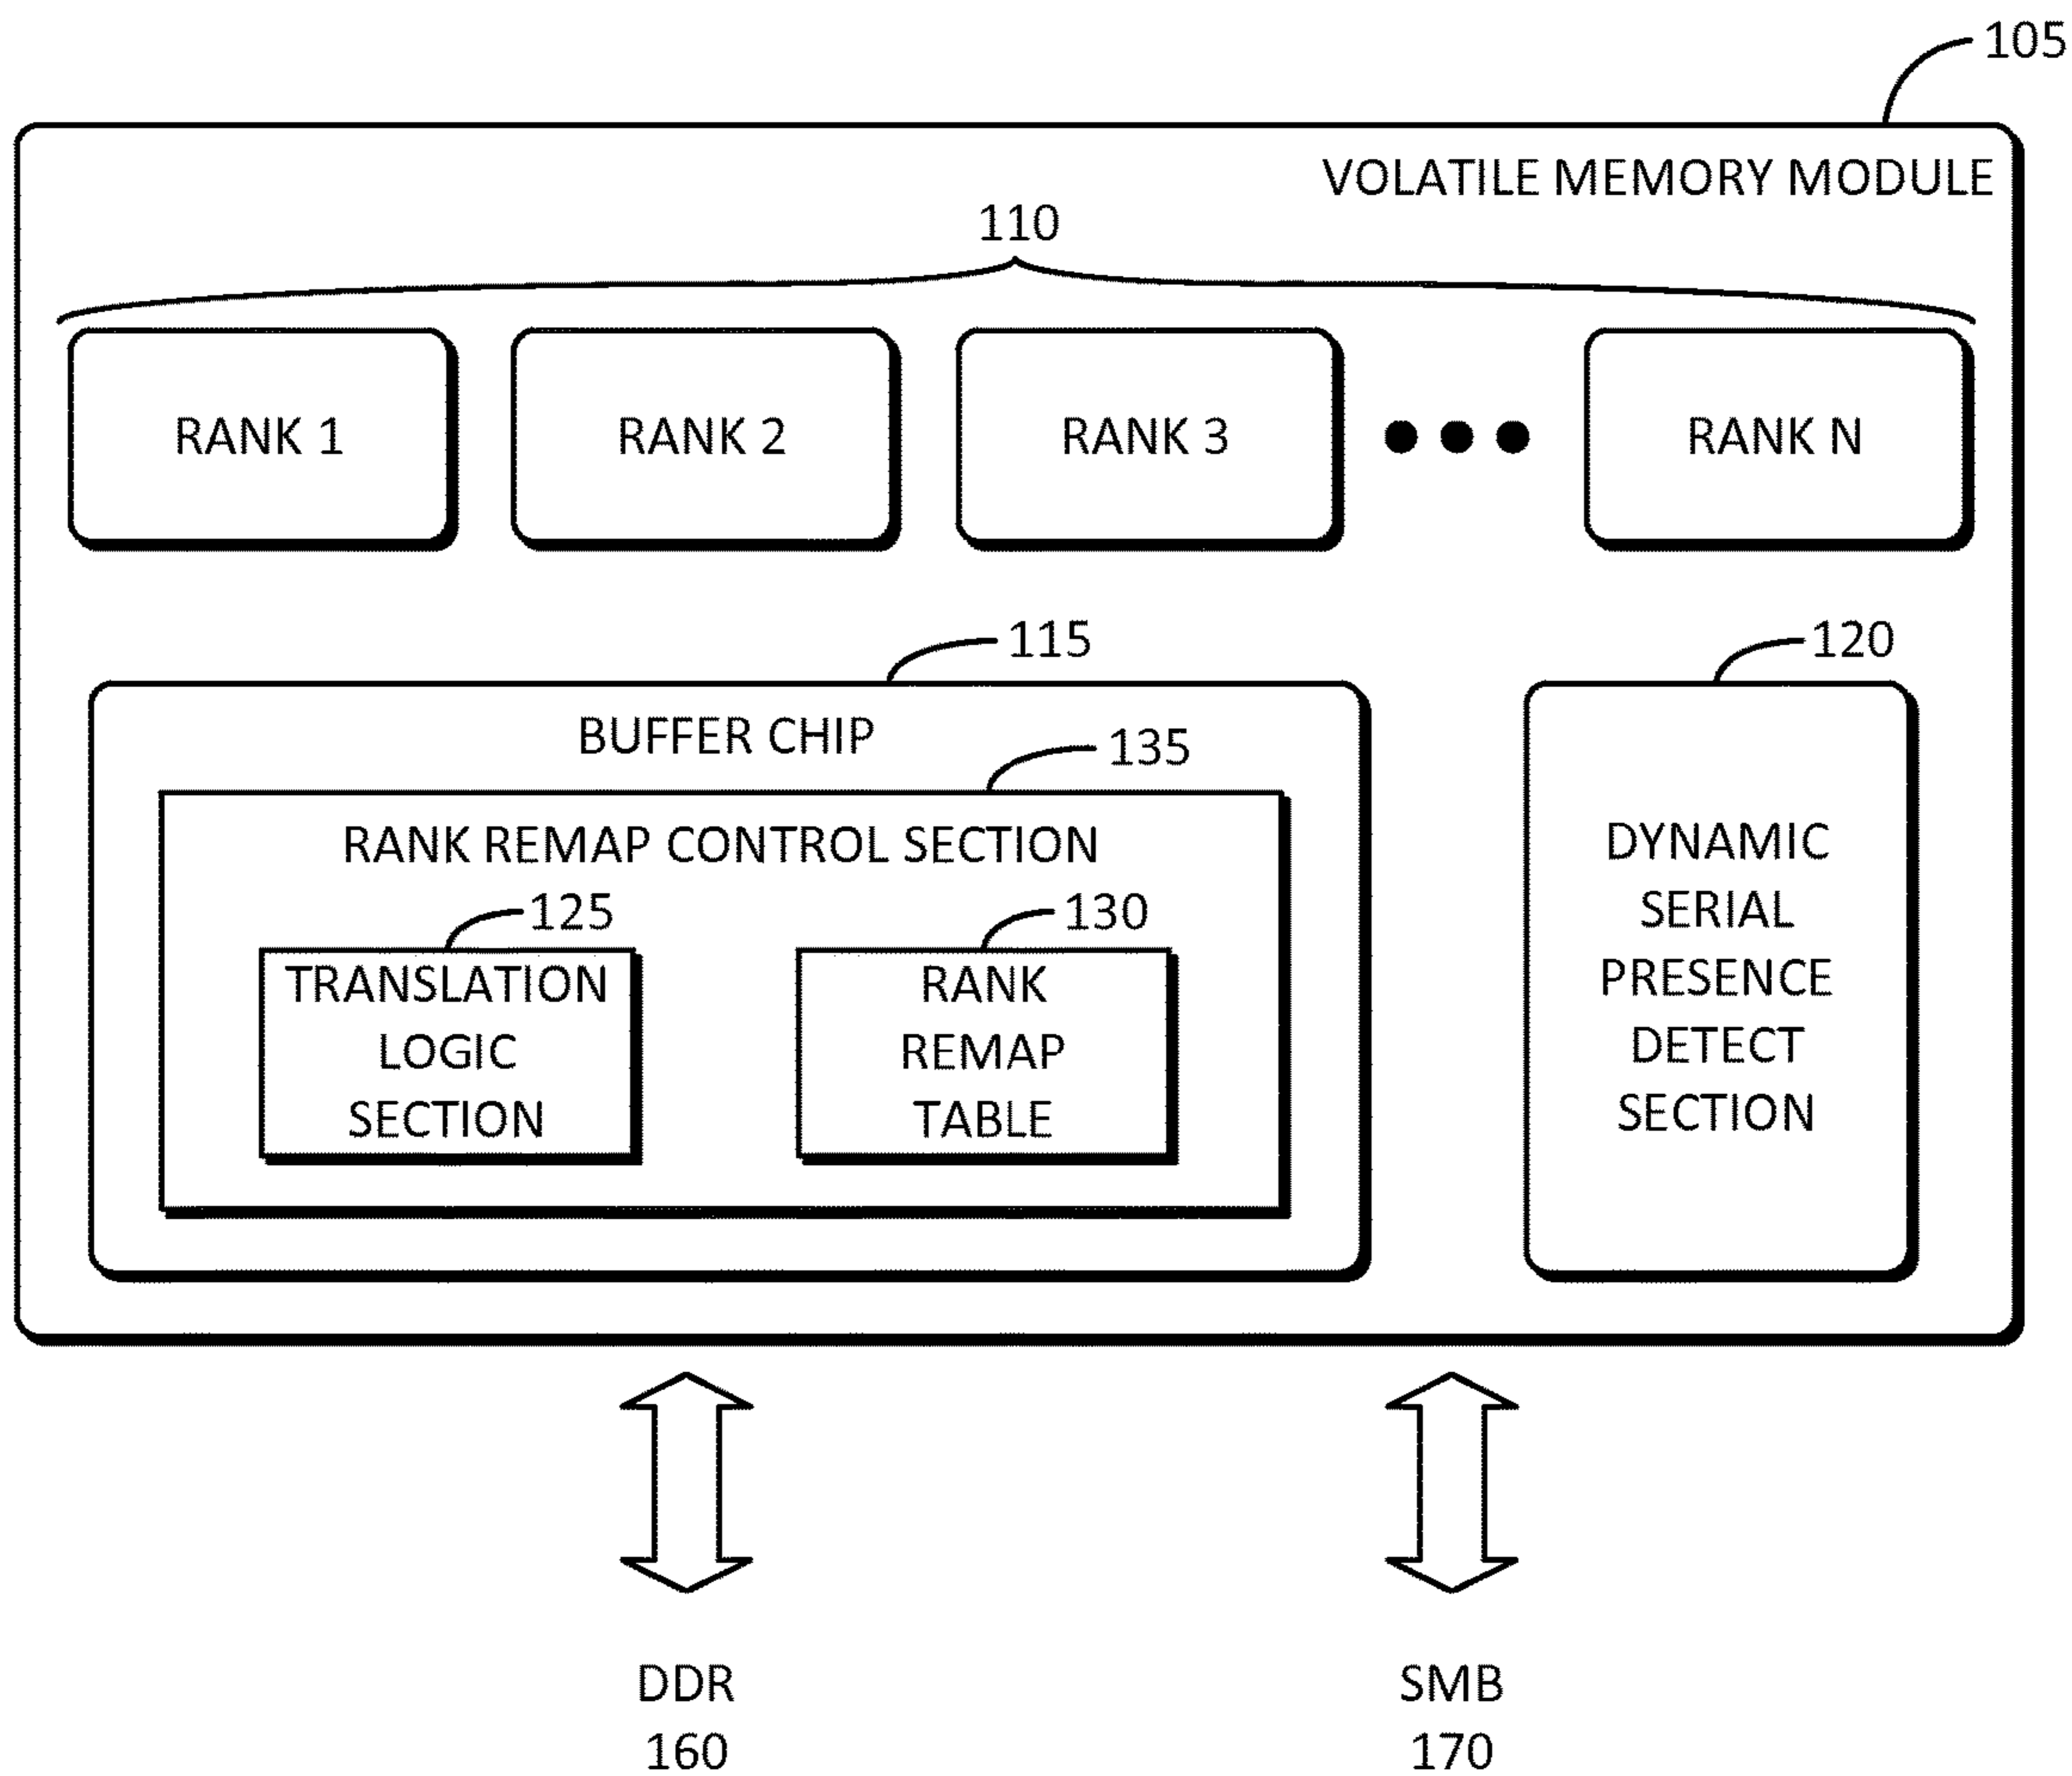 105
VOLATILE MEMORY MODULE
110
RANK 1
RANK 2
RANK 3
RANK N
115
120
BUFFER CHIP
135
RANK REMAP CONTROL SECTION
125
130
TRANSLATION
LOGIC
SECTION
RANK
REMAP
TABLE
DYNAMIC
SERIAL
PRESENCE
DETECT
SECTION
DDR
160
SMB
170